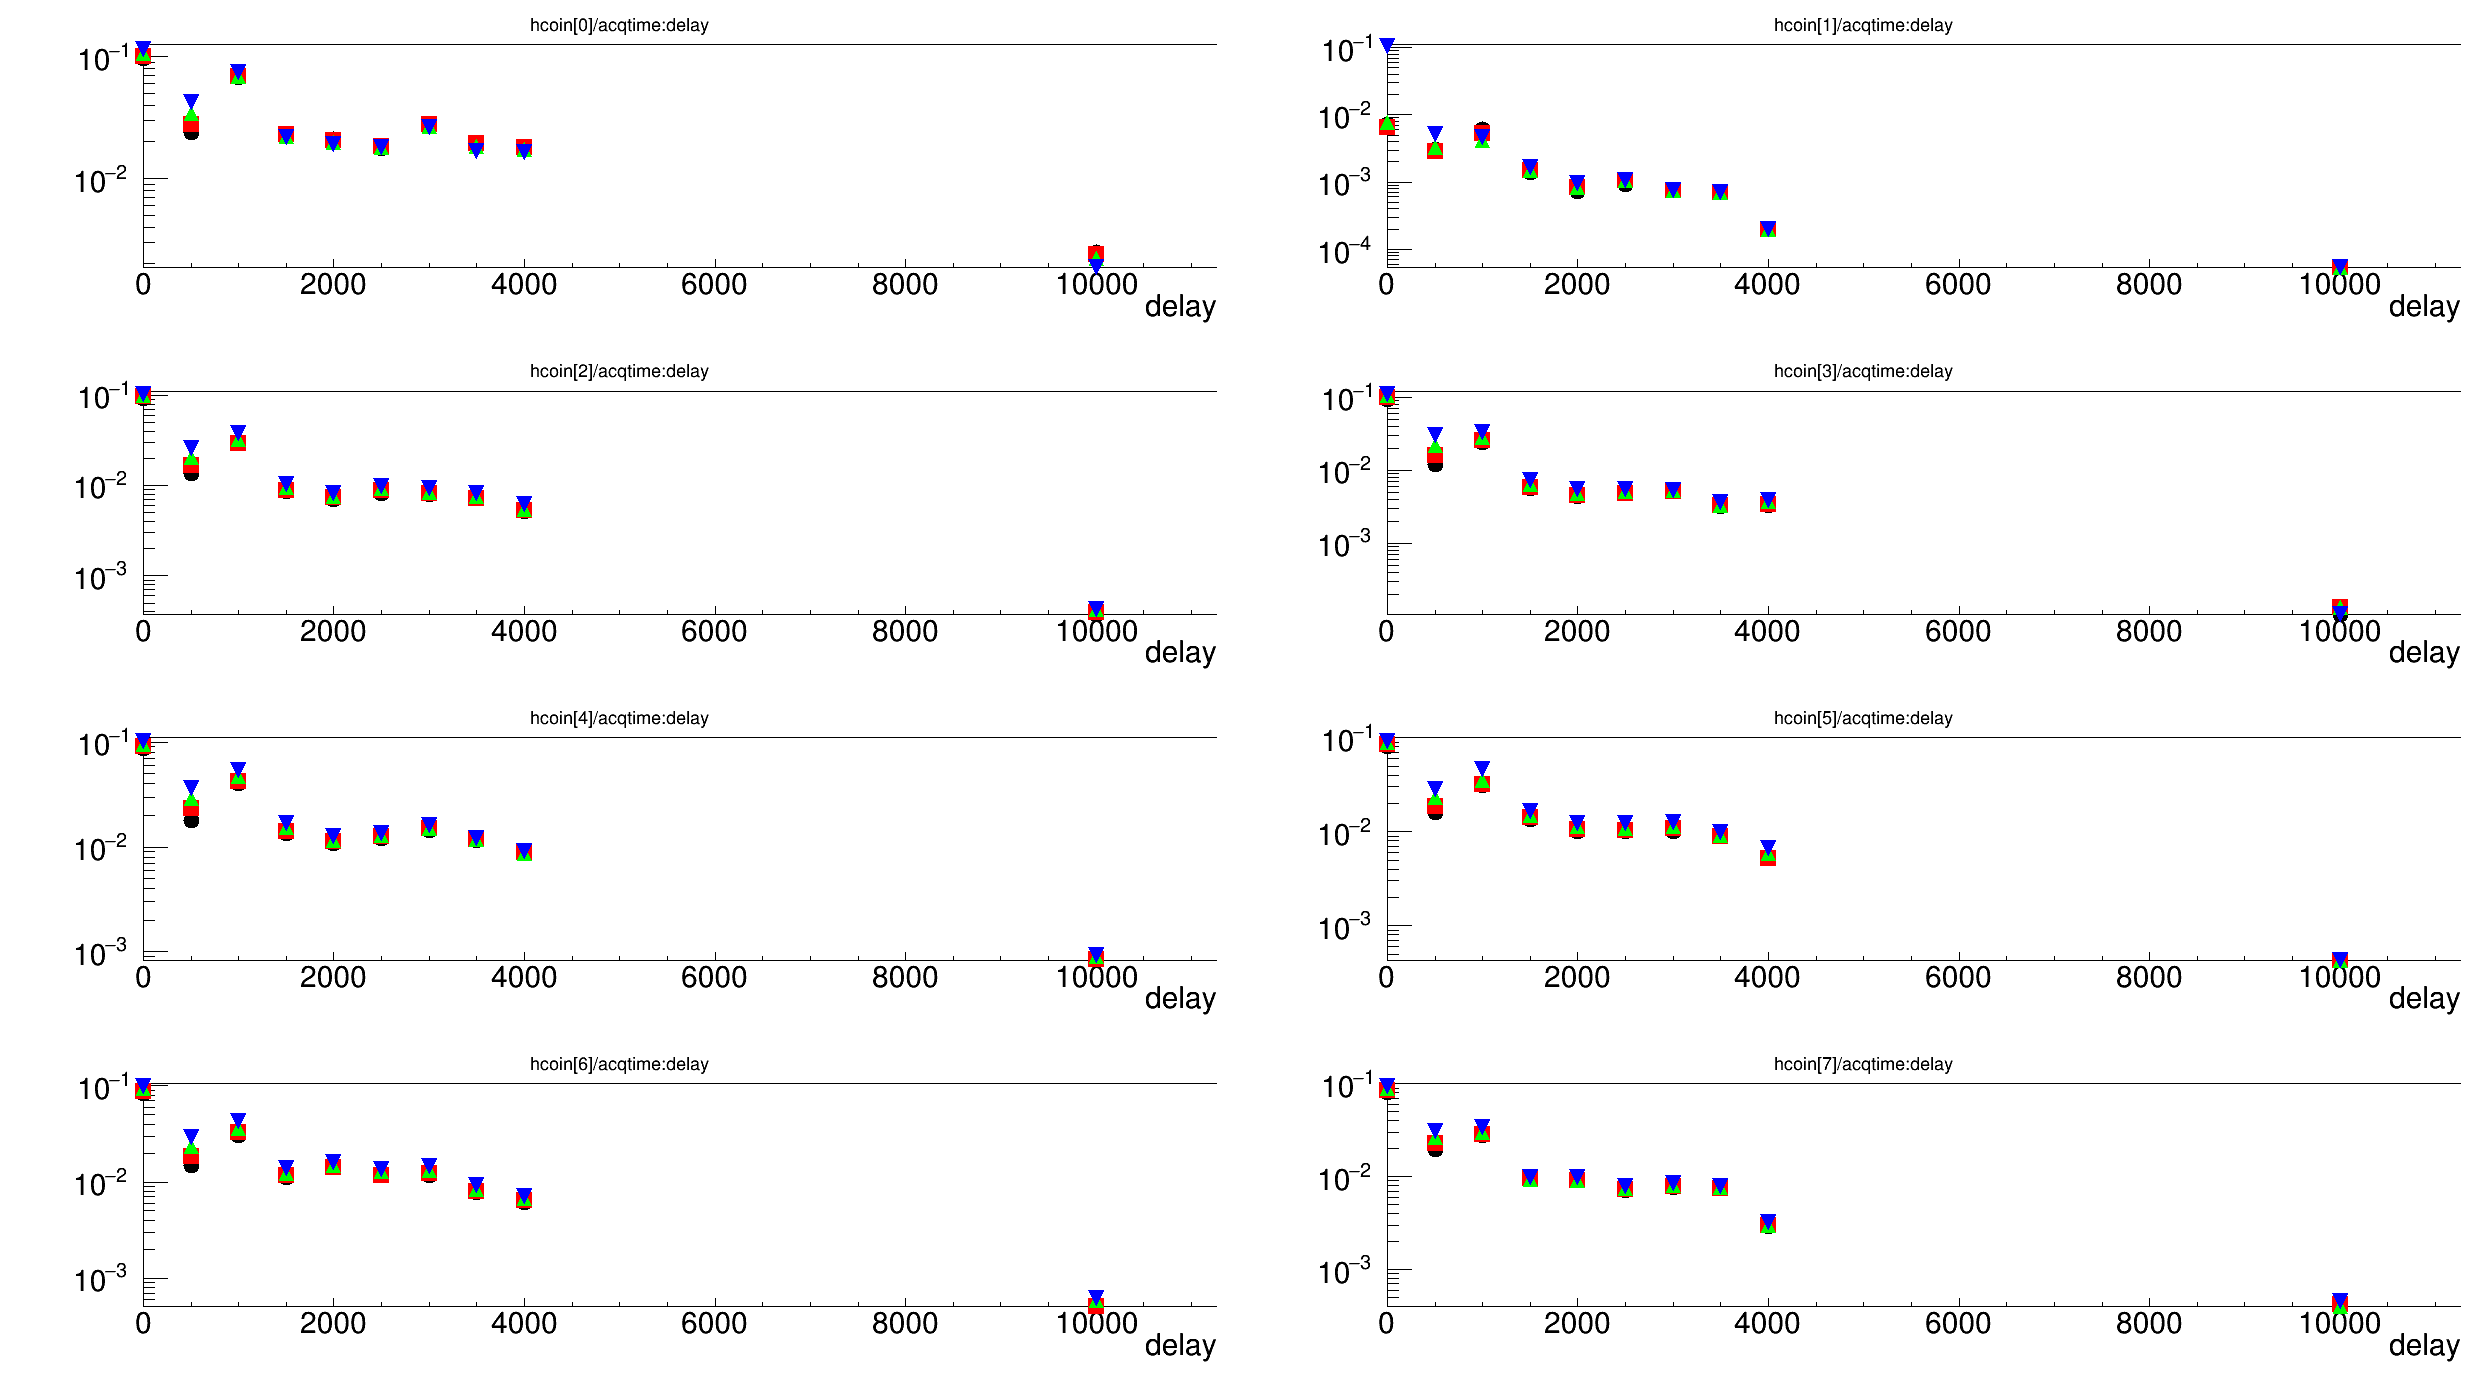 hcoin[0]/acqtime:delay
10−1
10−2
0 2000 4000 6000 8000 10000
delay
hcoin[1]/acqtime:delay
10−1
10−2
10−3
10−4
0 2000 4000 6000 8000 10000
delay
hcoin[2]/acqtime:delay
10−1
10−2
10−3
0 2000 4000 6000 8000 10000
delay
hcoin[3]/acqtime:delay
10−1
10−2
10−3
0 2000 4000 6000 8000 10000
delay
hcoin[4]/acqtime:delay
10−1
10−2
10−3
0 2000 4000 6000 8000 10000
delay
hcoin[5]/acqtime:delay
10−1
10−2
10−3
0 2000 4000 6000 8000 10000
delay
hcoin[6]/acqtime:delay
10−1
10−2
10−3
0 2000 4000 6000 8000 10000
delay
hcoin[7]/acqtime:delay
10−1
10−2
10−3
0 2000 4000 6000 8000 10000
delay